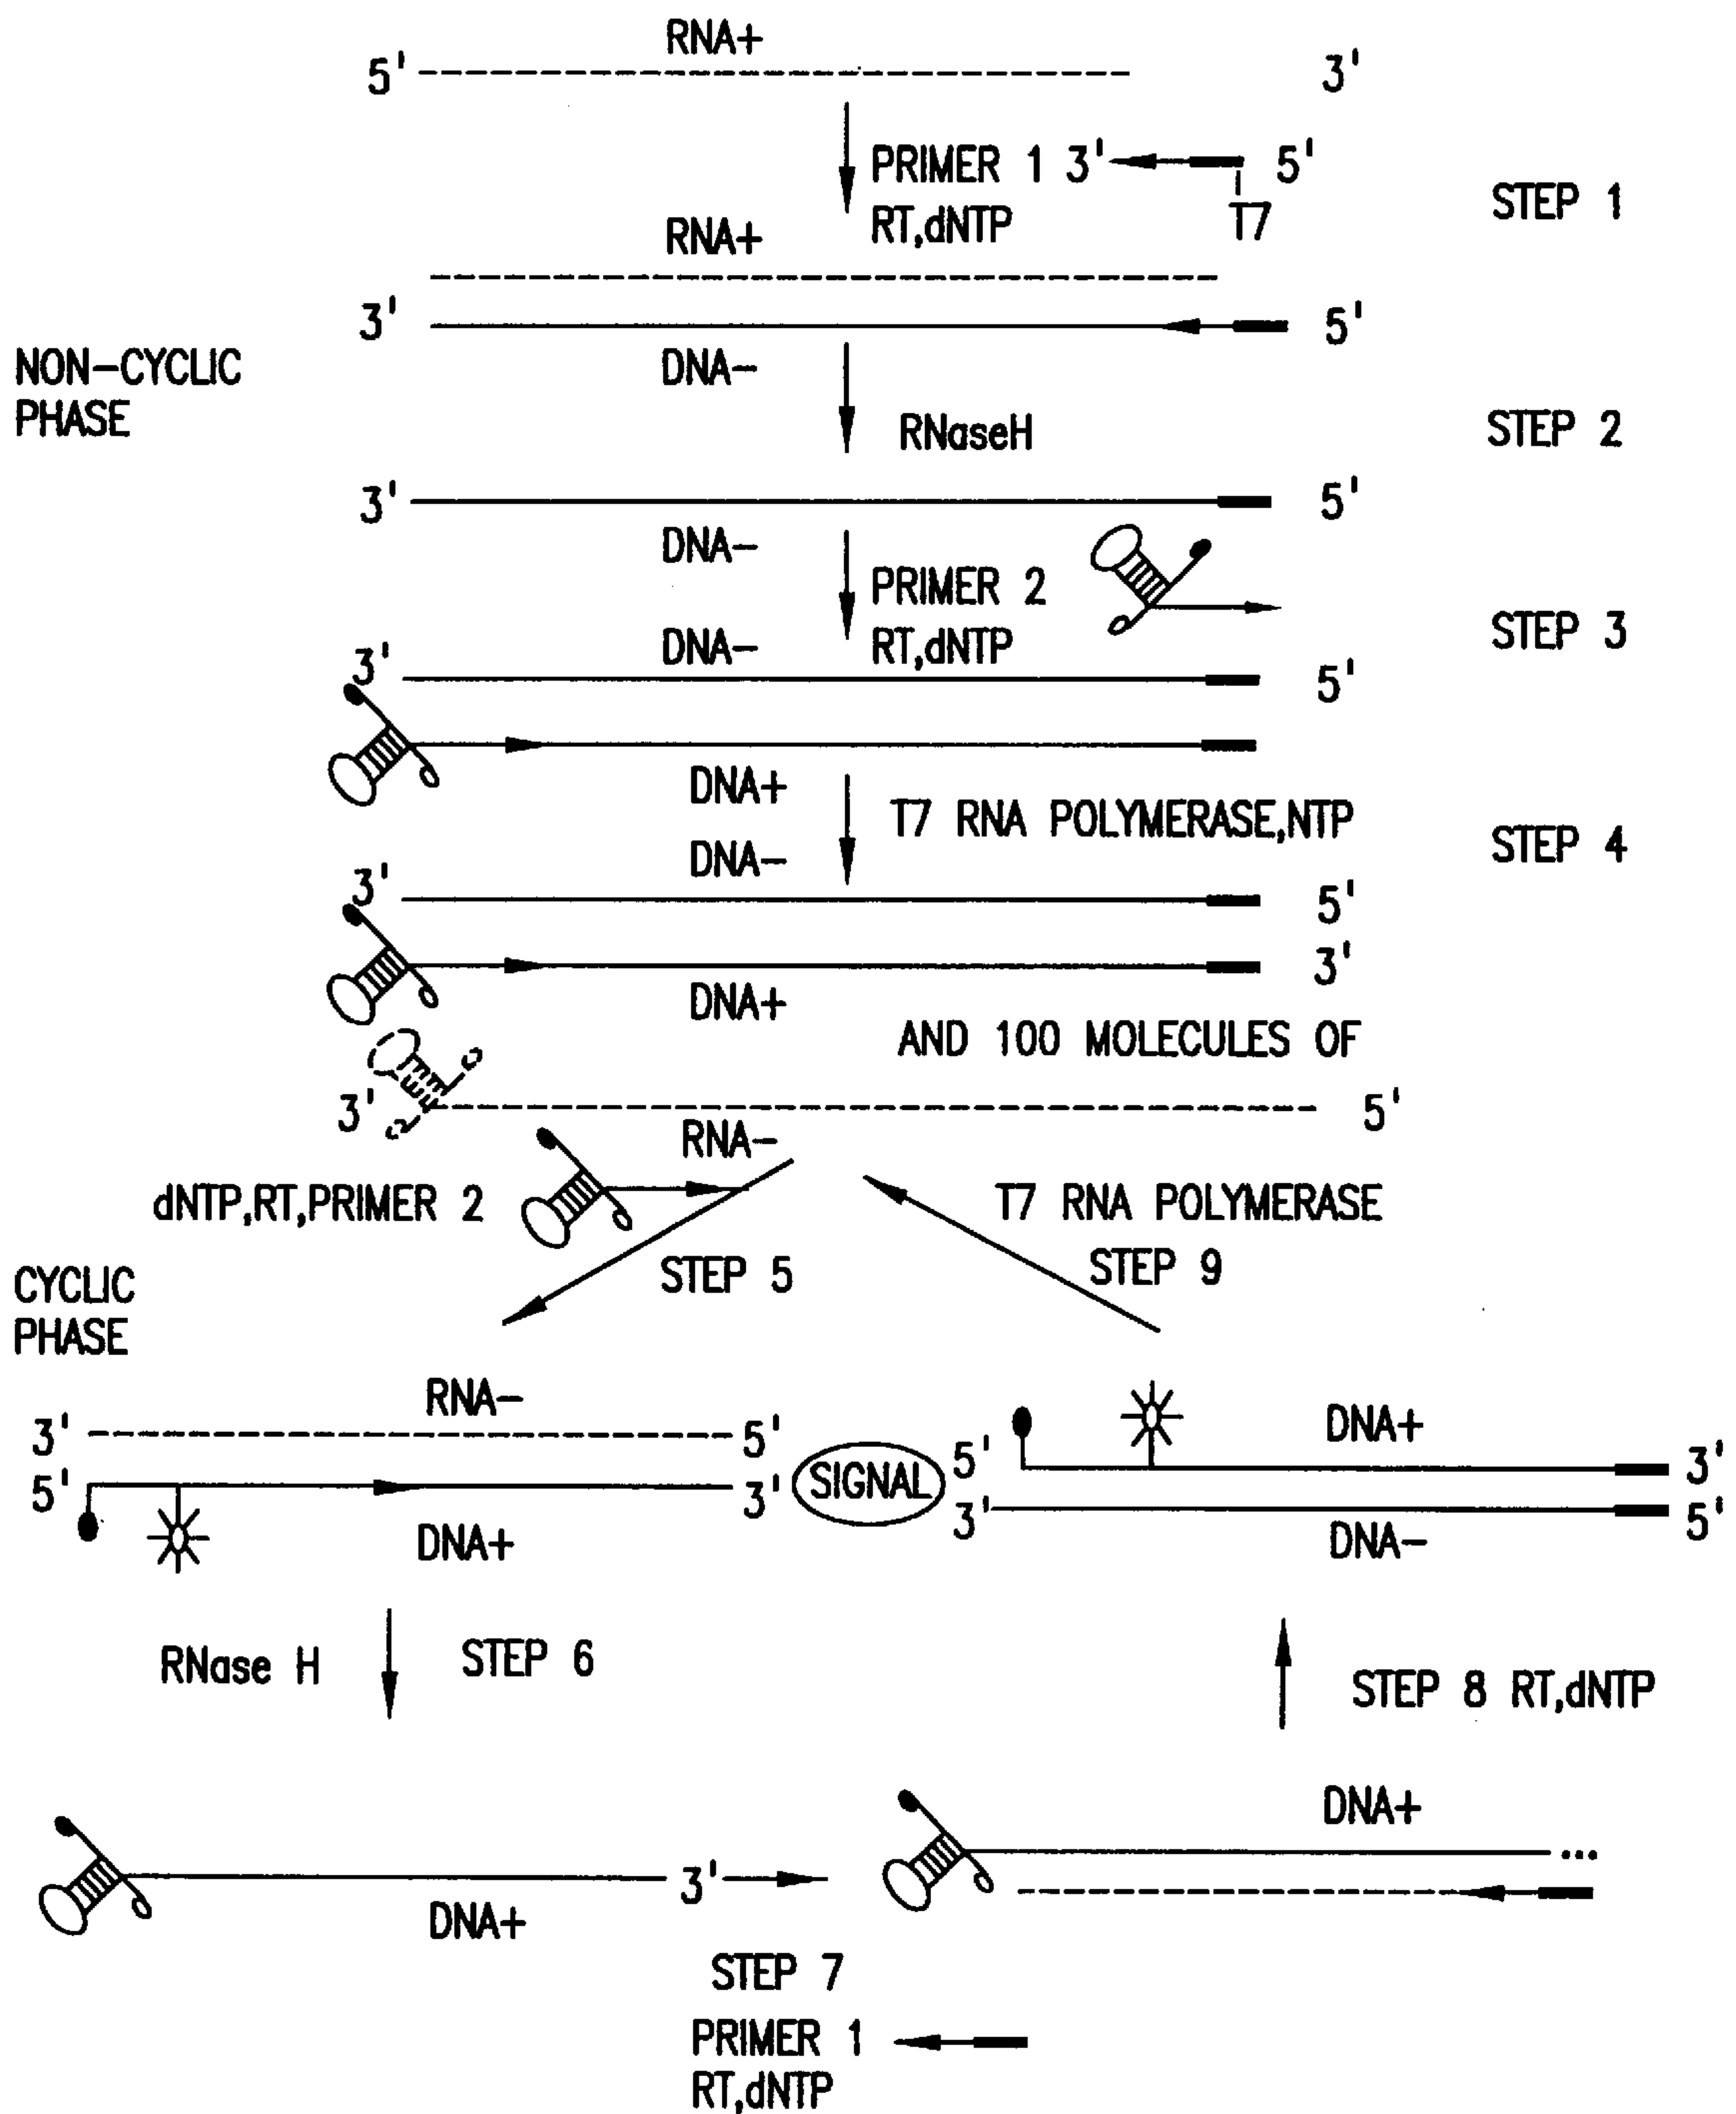 RNA+
5' 3'
PRIMER 1 3' 5'
STEP 1
RT,dNTP T7
RNA+
3' 5'
NON-CYCLIC
PHASE
DNA-
RNaseH
STEP 2
3' 5'
DNA-
PRIMER 2
RT,dNTP
STEP 3
DNA-
3' 5'
DNA+
T7 RNA POLYMERASE,NTP
STEP 4
DNA-
3' 5'
3'
DNA+
AND 100 MOLECULES OF
3' 5'
RNA-
dNTP,RT,PRIMER 2
T7 RNA POLYMERASE
STEP 5
STEP 9
CYCLIC
PHASE
RNA-
3' 5'
5' 3'
DNA+
SIGNAL
DNA+
5' 3'
3' 5'
DNA-
RNase H
STEP 6
STEP 8 RT,dNTP
DNA+
...
3'
DNA+
STEP 7
PRIMER 1
RT,dNTP